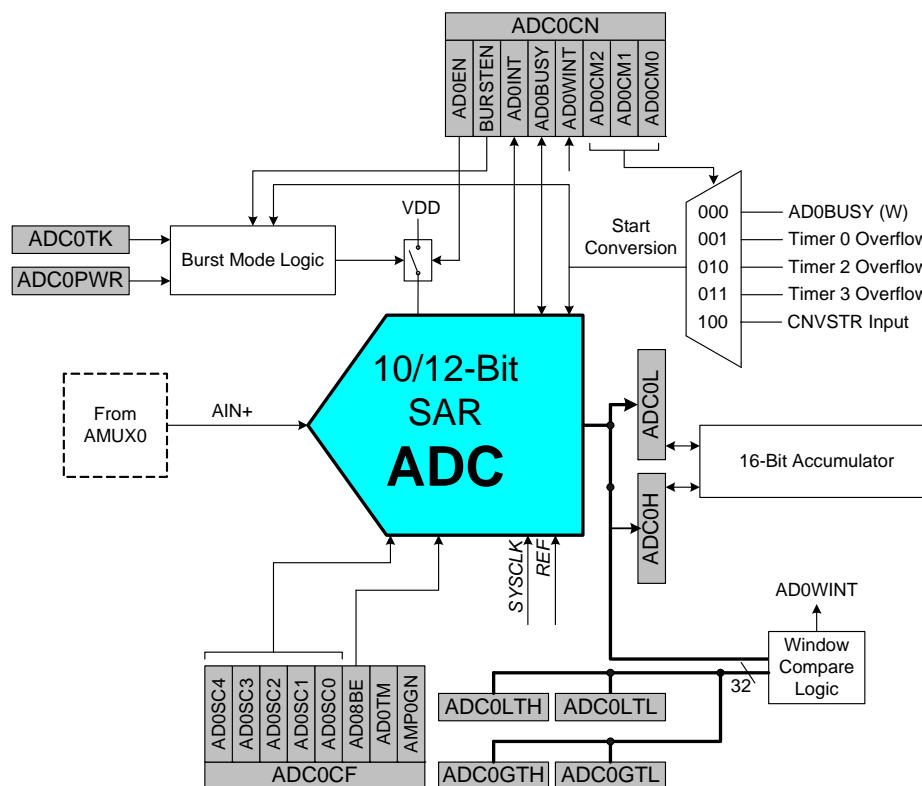 ADC0CN
AD0EN
BURSTEN
AD0INT
AD0BUSY
AD0WINT
AD0CM2
AD0CM1
AD0CM0
VDD
Start
Conversion
000
001
010
011
100
AD0BUSY (W)
Timer 0 Overflow
Timer 2 Overflow
Timer 3 Overflow
CNVSTR Input
ADC0TK
ADC0PWR
Burst Mode Logic
From
AMUX0
AIN+
10/12-Bit
SAR
ADC
ADC0L
ADC0H
16-Bit Accumulator
SYSCLK
REF
AD0WINT
Window
Compare
Logic
32
AD0SC4
AD0SC3
AD0SC2
AD0SC1
AD0SC0
AD08BE
AD0TM
AMP0GN
ADC0CF
ADC0LTH
ADC0LTL
ADC0GTH
ADC0GTL